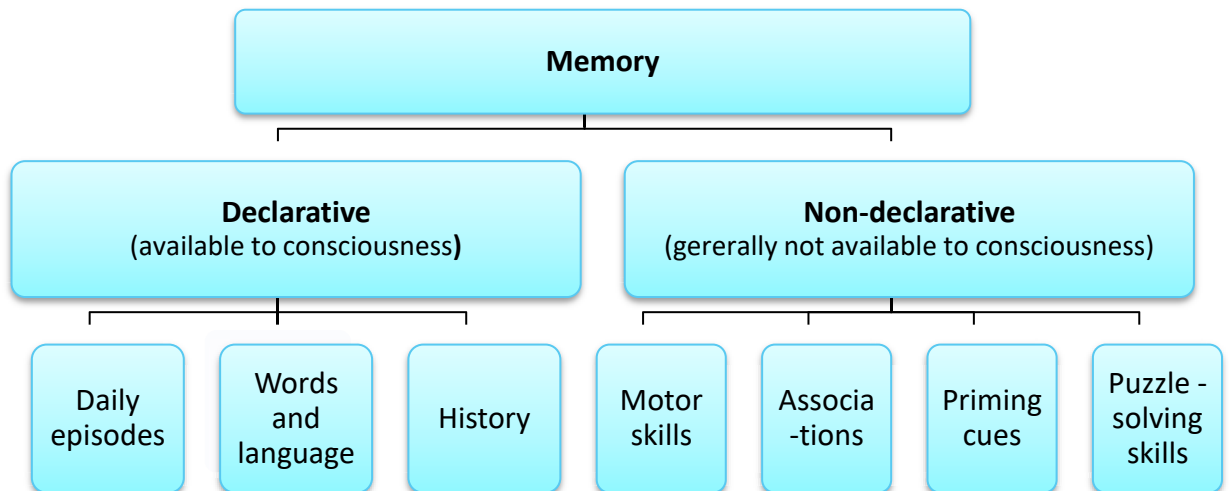 Memory
Declarative
(available to consciousness)
Non-declarative
(gererally not available to consciousness)
Daily
episodes
Words
and
language
History
Motor
skills
Associa
-tions
Priming
cues
Puzzle -
solving
skills